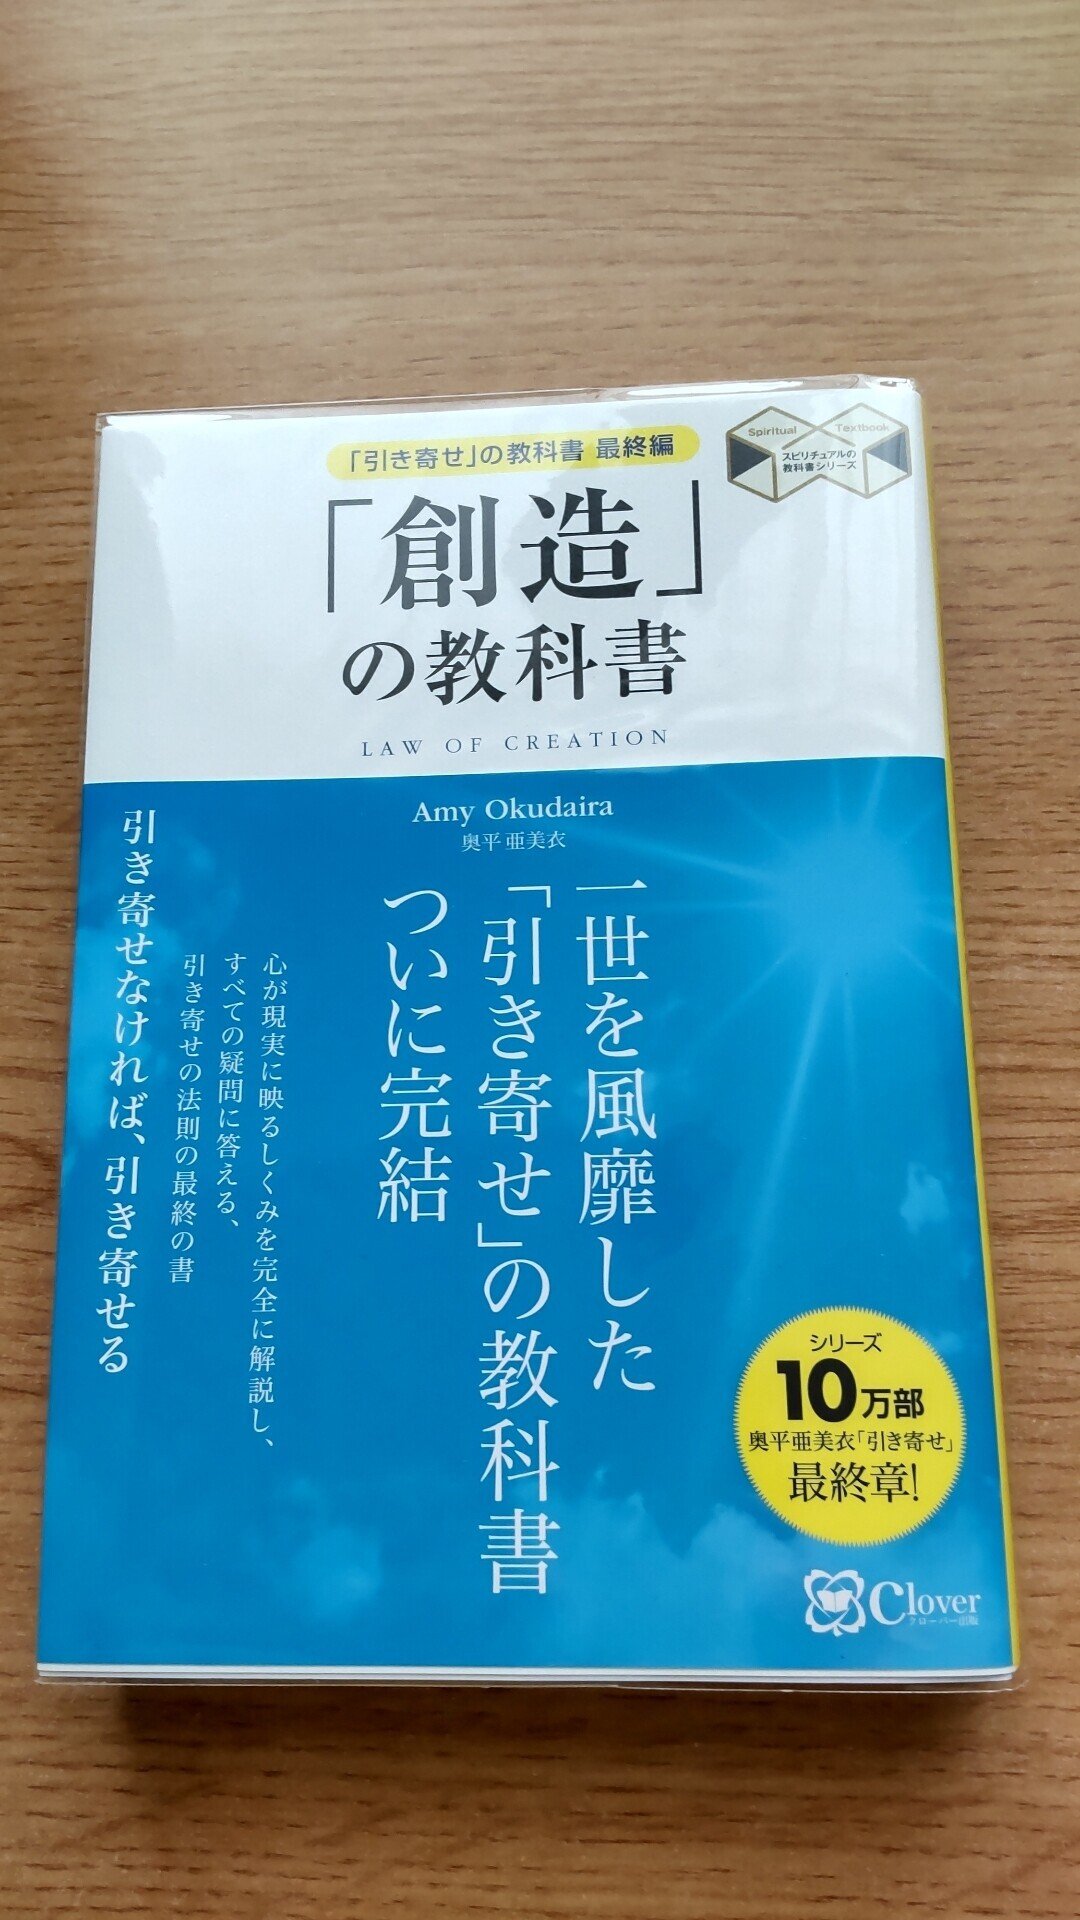 「引き寄せ」の教科書 最終編
Spiritual Textbook
スピリチュアルの
教科書シリーズ
「創造」
の教科書
LAW OF CREATION
Amy Okudaira
奥平 亜美衣
一世を風靡した
「引き寄せ」の教科書
ついに完結
心が現実に映るしくみを完全に解説し、
すべての疑問に答える、
引き寄せの法則の最終の書
引き寄せなければ、引き寄せる
シリーズ
10万部
奥平亜美衣「引き寄せ」
最終章!
Clover
クローバー出版